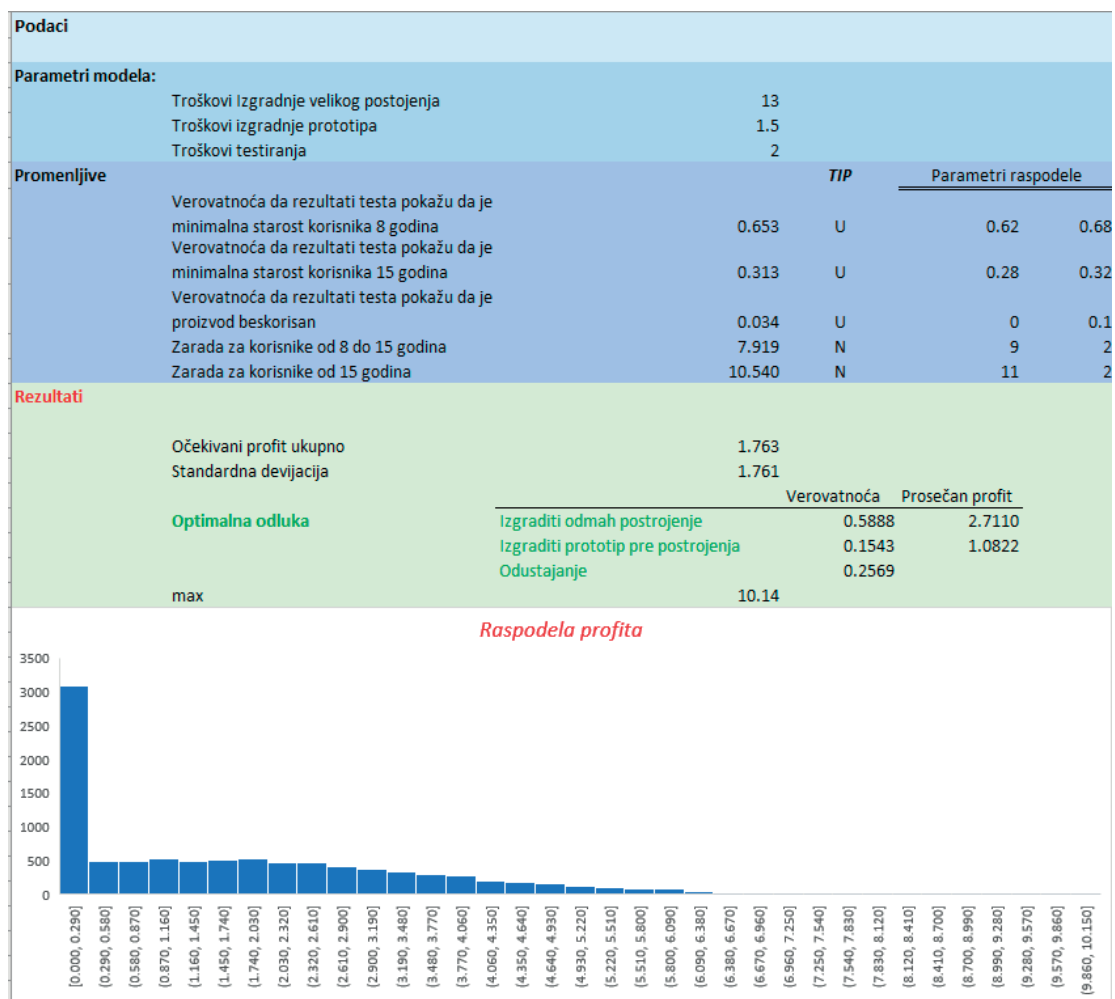 Podaci
Parametri modela:
Troškovi Izgradnje velikog postojenja 13
Troškovi izgradnje prototipa 1.5
Troškovi testiranja 2
Promenljive TIP Parametri raspodele
Verovatnoća da rezultati testa pokažu da je
minimalna starost korisnika 8 godina 0.653 U 0.62 0.68
Verovatnoća da rezultati testa pokažu da je
minimalna starost korisnika 15 godina 0.313 U 0.28 0.32
Verovatnoća da rezultati testa pokažu da je
proizvod beskorisan 0.034 U 0 0.1
Zarada za korisnike od 8 do 15 godina 7.919 N 9 2
Zarada za korisnike od 15 godina 10.540 N 11 2
Rezultati
Očekivani profit ukupno 1.763
Standardna devijacija 1.761
Verovatnoća Prosečan profit
Optimalna odluka Izgraditi odmah postrojenje 0.5888 2.7110
Izgraditi prototip pre postrojenja 0.1543 1.0822
Odustajanje 0.2569
max 10.14
Raspodela profita
3500
3000
2500
2000
1500
1000
500
0
[0.000, 0.290]
(0.290, 0.580]
(0.580, 0.870]
(0.870, 1.160]
(1.160, 1.450]
(1.450, 1.740]
(1.740, 2.030]
(2.030, 2.320]
(2.320, 2.610]
(2.610, 2.900]
(2.900, 3.190]
(3.190, 3.480]
(3.480, 3.770]
(3.770, 4.060]
(4.060, 4.350]
(4.350, 4.640]
(4.640, 4.930]
(4.930, 5.220]
(5.220, 5.510]
(5.510, 5.800]
(5.800, 6.090]
(6.090, 6.380]
(6.380, 6.670]
(6.670, 6.960]
(6.960, 7.250]
(7.250, 7.540]
(7.540, 7.830]
(7.830, 8.120]
(8.120, 8.410]
(8.410, 8.700]
(8.700, 8.990]
(8.990, 9.280]
(9.280, 9.570]
(9.570, 9.860]
(9.860, 10.150]